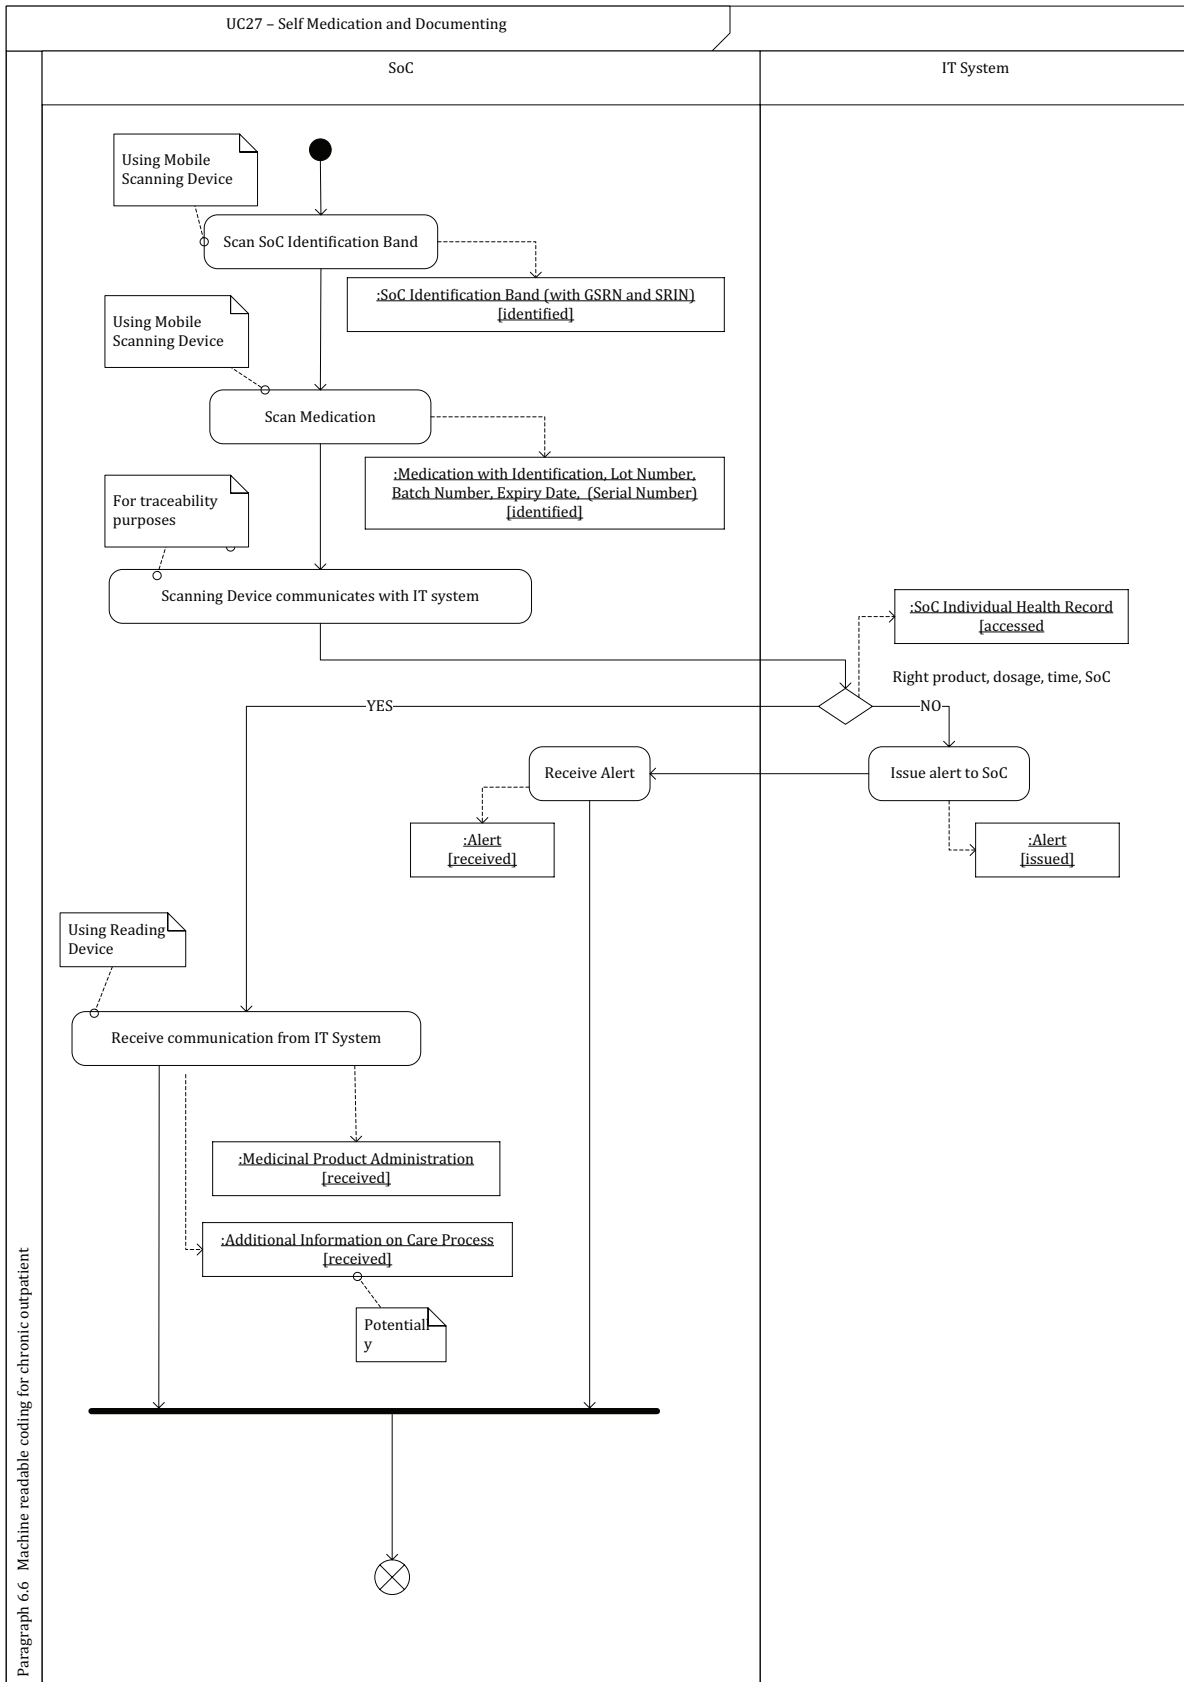 UC27 – Self Medication and Documenting
SoC
IT System
Using Mobile
Scanning Device
Scan SoC Identification Band
:SoC Identification Band (with GSRN and SRIN)
[identified]
Using Mobile
Scanning Device
Scan Medication
:Medication with Identification, Lot Number,
Batch Number, Expiry Date,  (Serial Number)
[identified]
For traceability
purposes
Scanning Device communicates with IT system
:SoC Individual Health Record
[accessed
Right product, dosage, time, SoC
YES
NO
Receive Alert
Issue alert to SoC
:Alert
[received]
:Alert
[issued]
Using Reading
Device
Receive communication from IT System
:Medicinal Product Administration
[received]
:Additional Information on Care Process
[received]
Potentiall
y
Paragraph 6.6  Machine readable coding for chronic outpatient